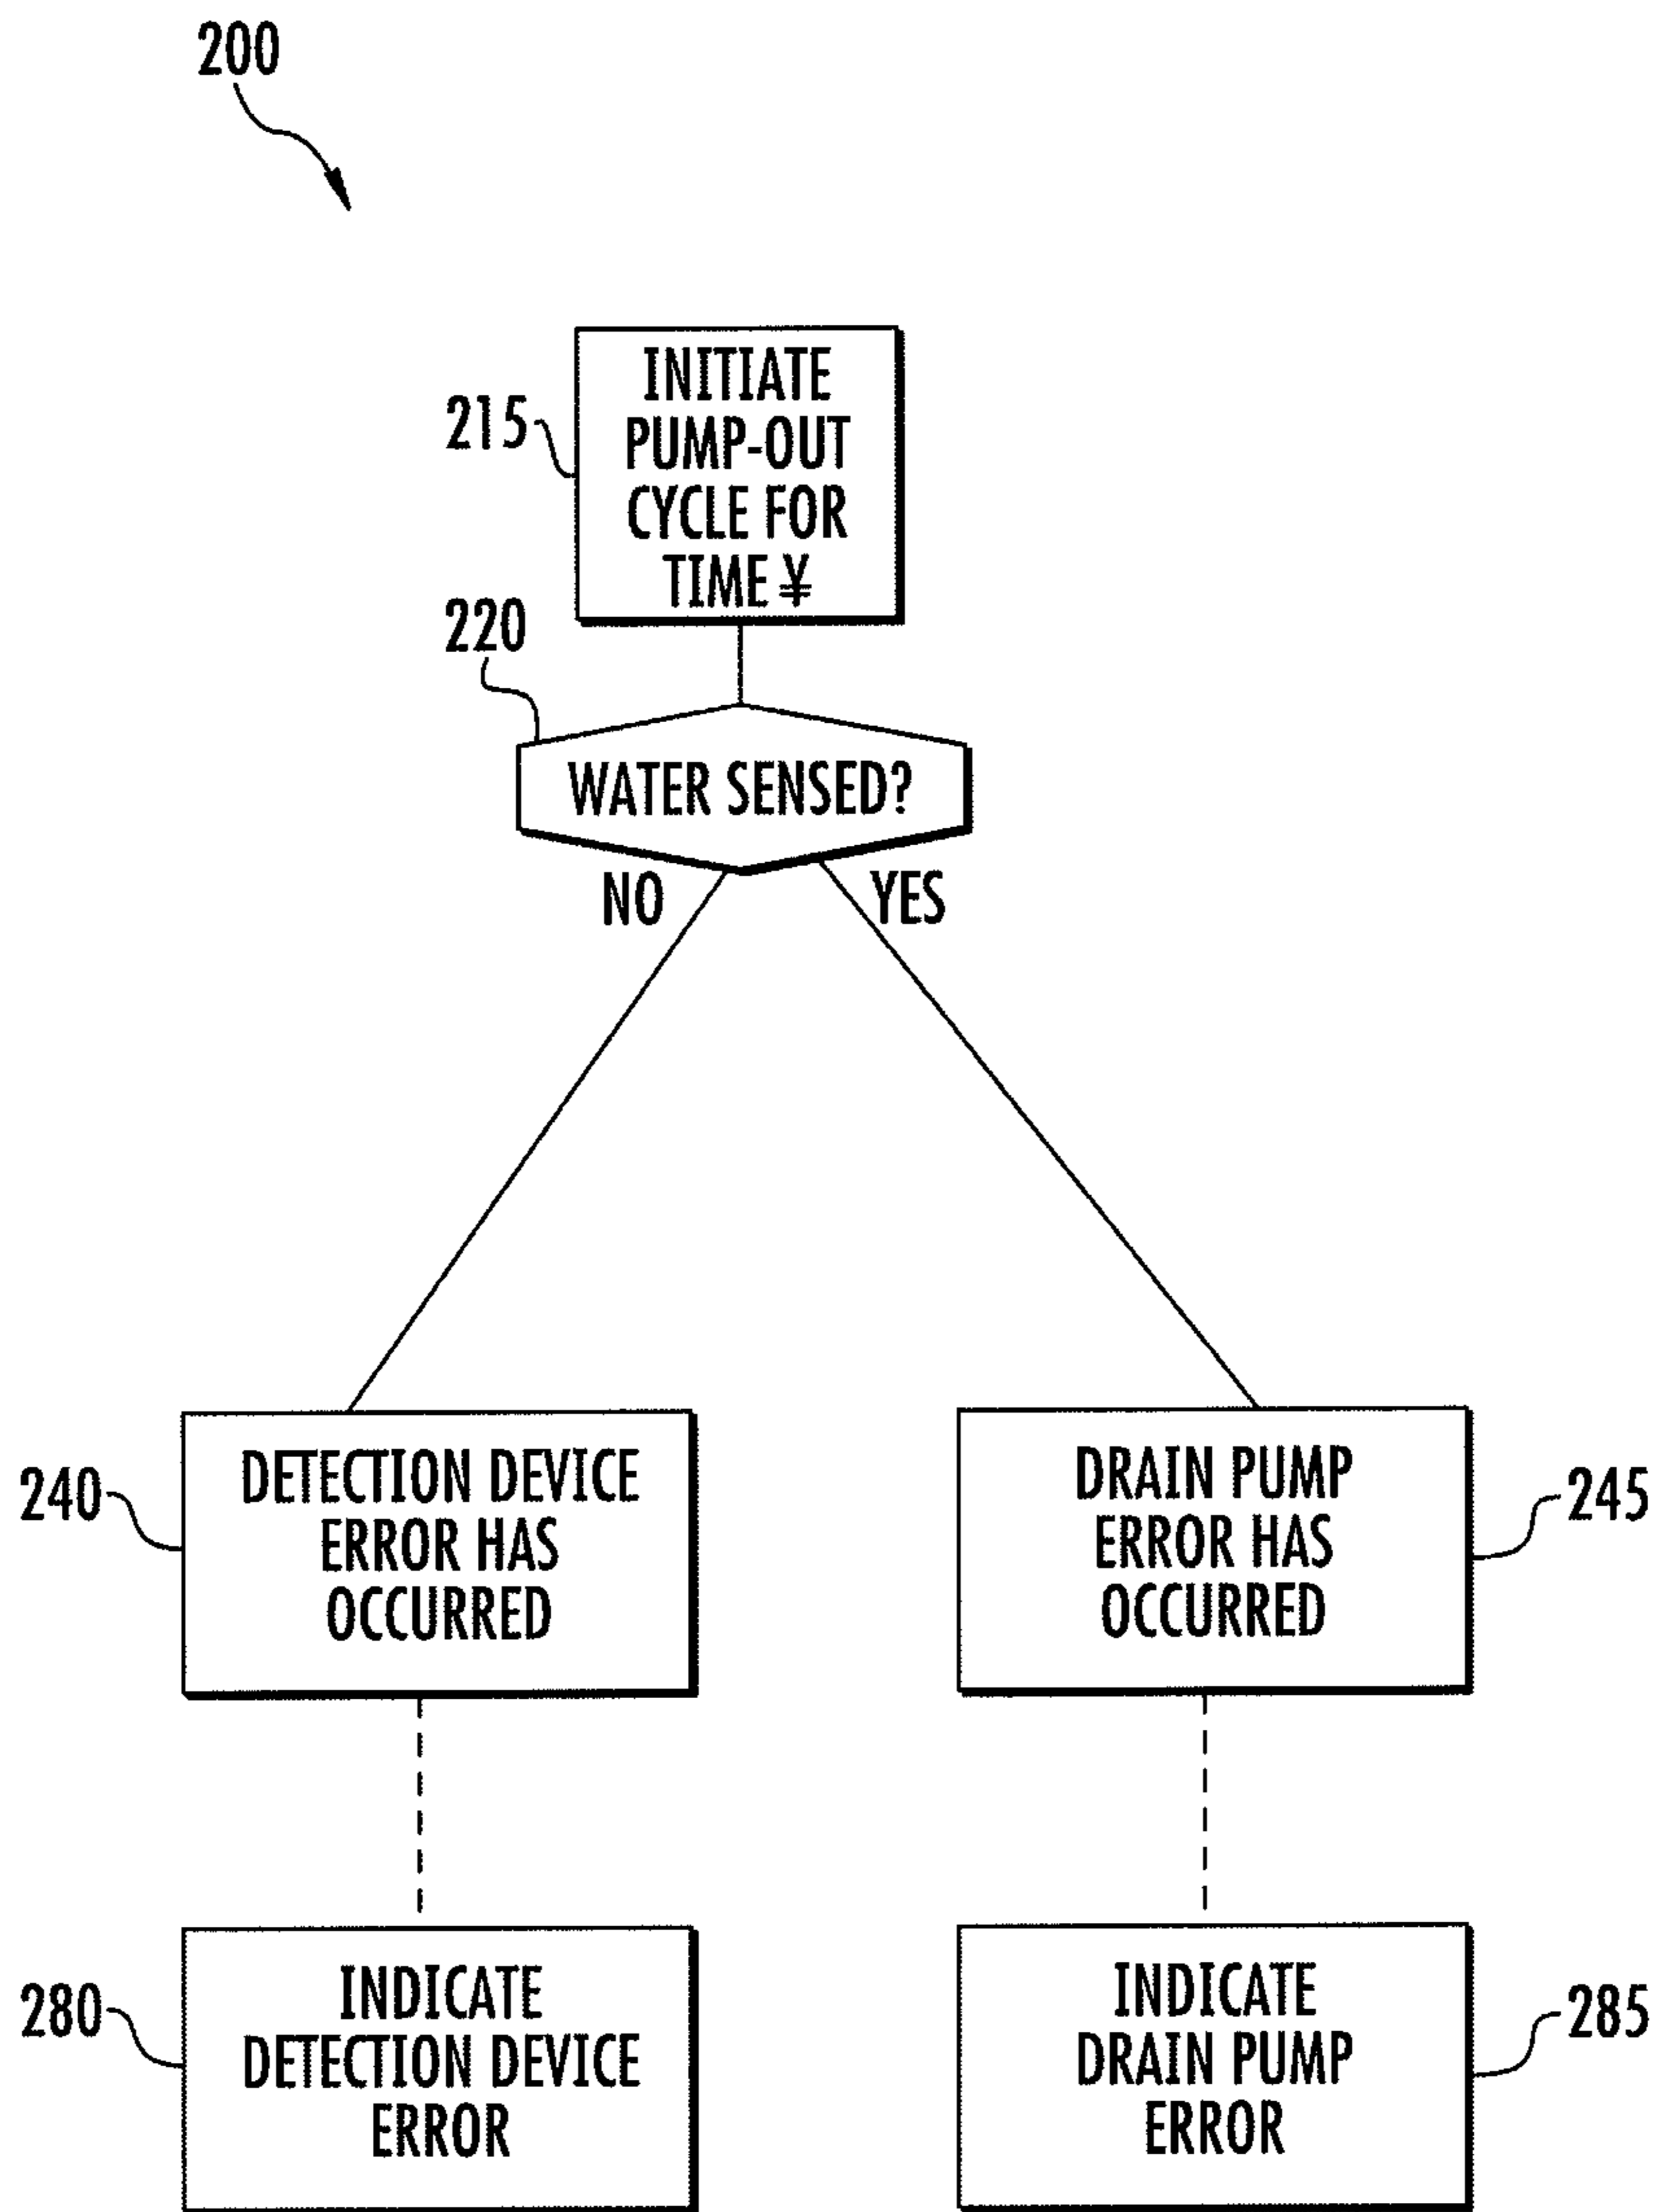 200
215
INITIATE
PUMP-OUT
CYCLE FOR
TIME ¥
220
WATER SENSED?
NO
YES
240
DETECTION DEVICE
ERROR HAS
OCCURRED
DRAIN PUMP
ERROR HAS
OCCURRED
245
280
INDICATE
DETECTION DEVICE
ERROR
INDICATE
DRAIN PUMP
ERROR
285